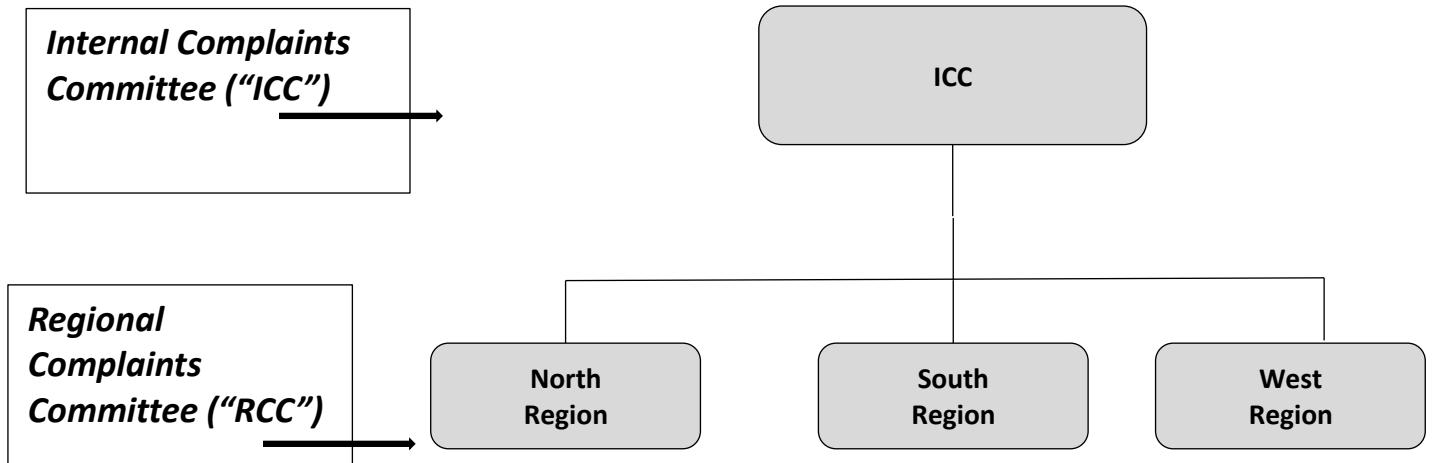 Internal Complaints
Committee (“ICC”)
ICC
Regional
Complaints
Committee (“RCC”)
North
Region
South
Region
West
Region